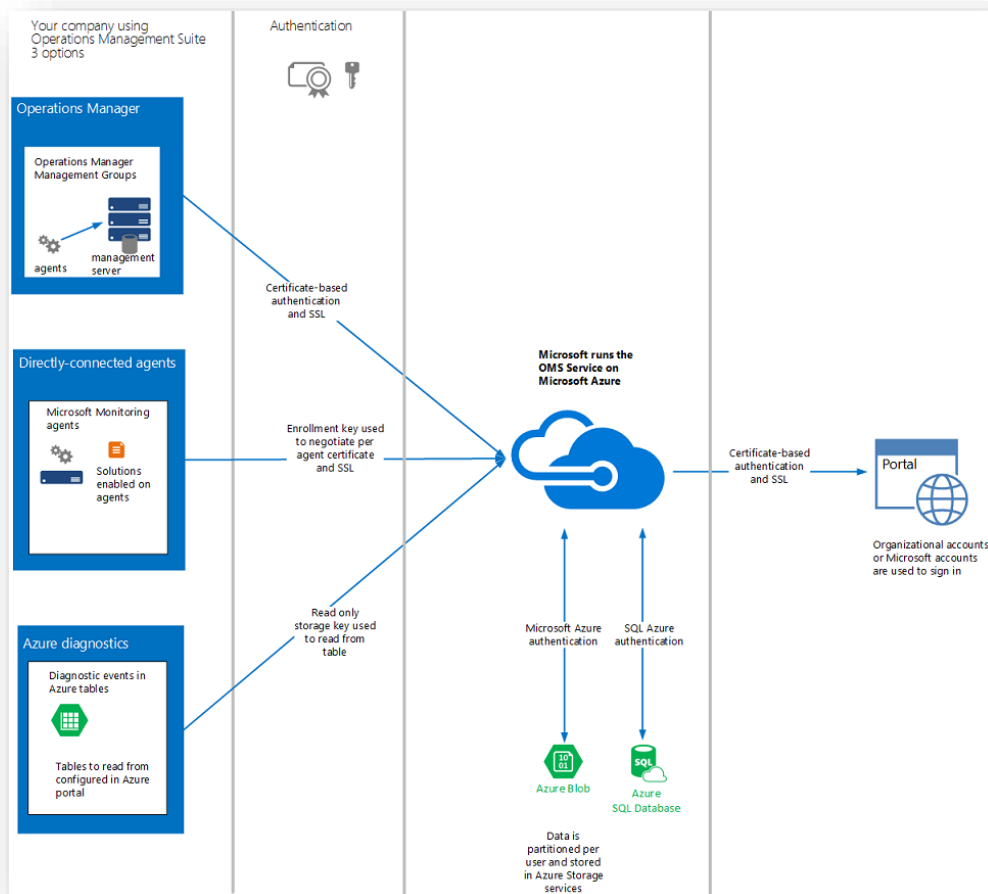 Your company using
Operations Management Suite
3 options
Authentication
Operations Manager
Operations Manager
Management Groups
agents
management
server
Certificate-based
authentication
and SSL
Directly-connected agents
Microsoft Monitoring
agents
Solutions
enabled on
agents
Enrollment key used
to negotiate per
agent certificate
and SSL
Microsoft runs the
OMS Service on
Microsoft Azure
Certificate-based
authentication
and SSL
Portal
Organizational accounts
or Microsoft accounts
are used to sign in
Azure diagnostics
Diagnostic events in
Azure tables
Tables to read from
configured in Azure
portal
Read only
storage key used
to read from
table
Microsoft Azure
authentication
SQL Azure
authentication
10
01
Azure Blob
SQL
Azure
SQL Database
Data is
partitioned per
user and stored
in Azure Storage
services